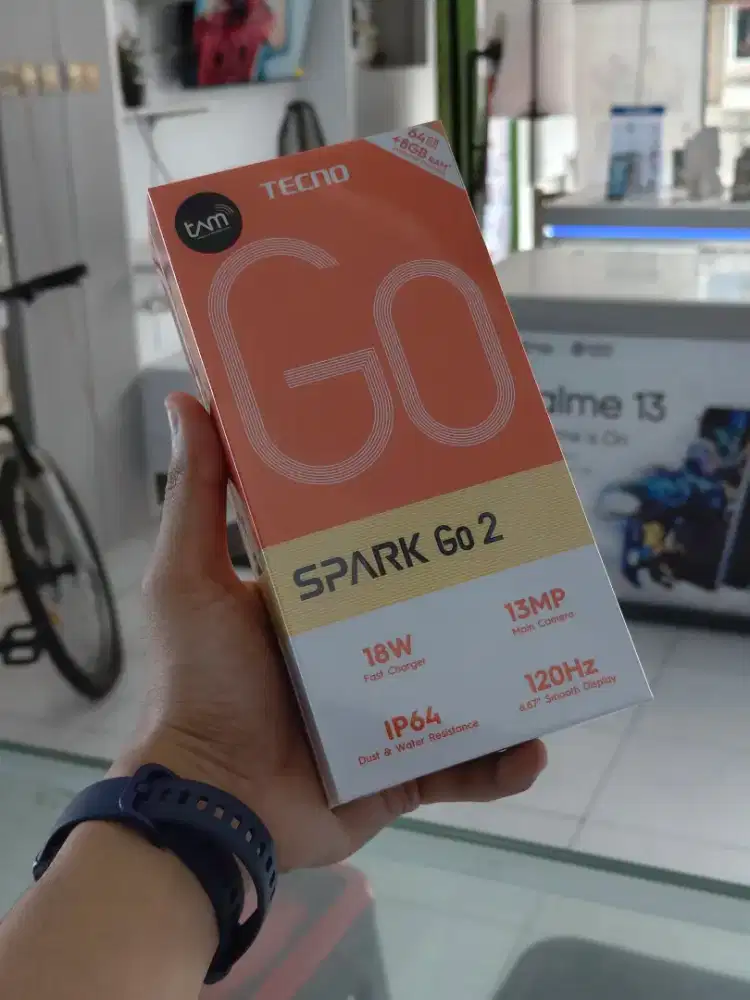 64GB
+8GB RAM*
TECNO
tam
Go
SPARK Go 2
18W
Fast Charger
13MP
Main Camera
IP64
Dust & Water Resistance
120Hz
6.67" Smooth Display
alme 13